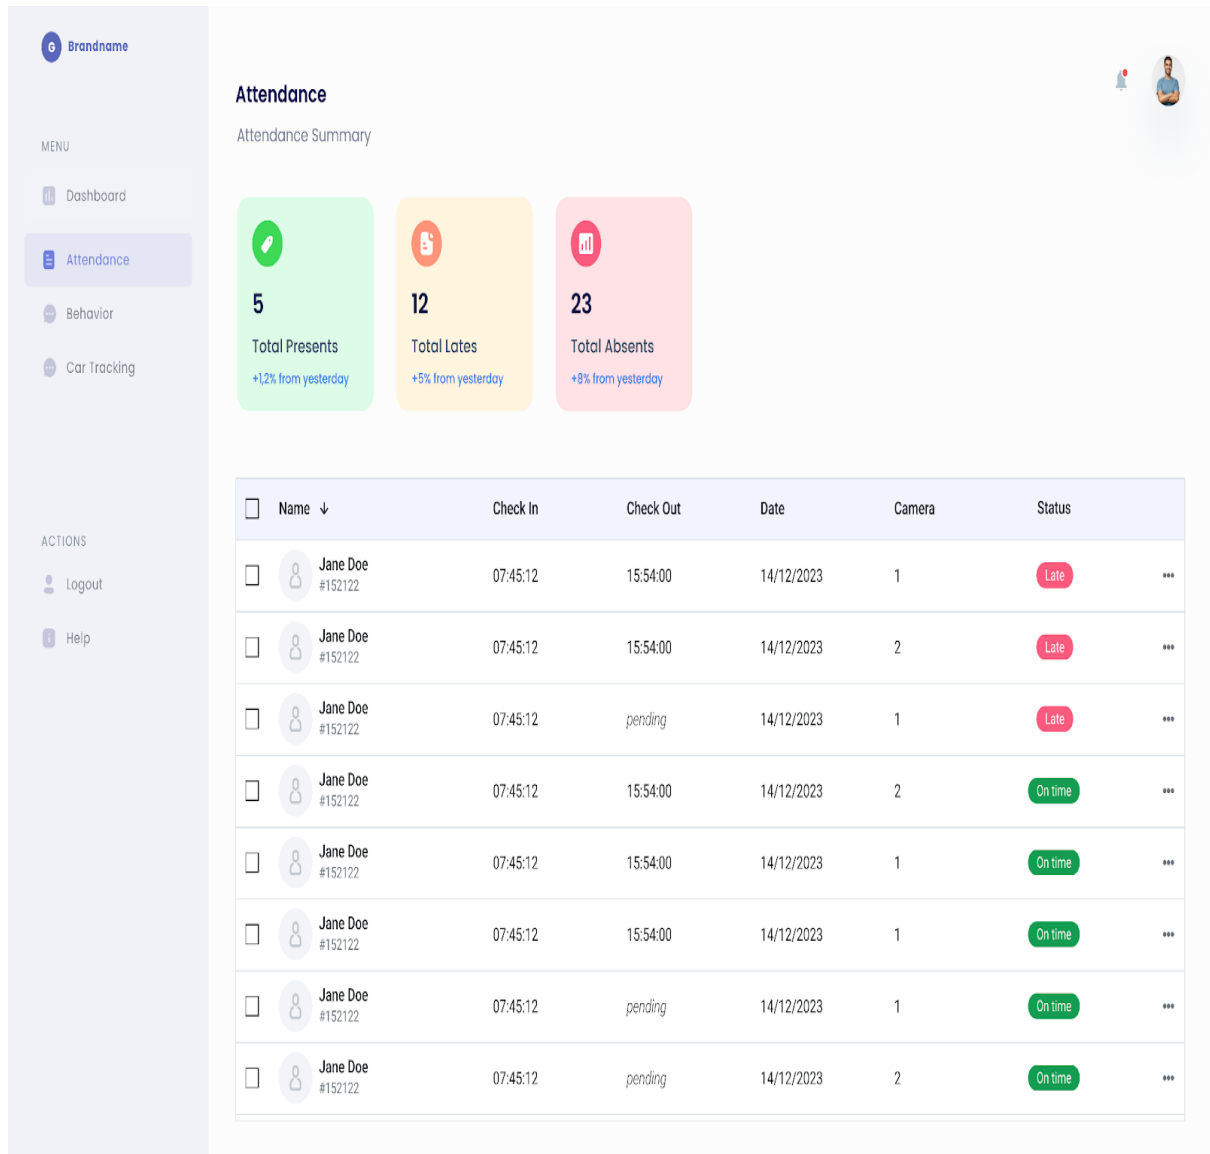 G Brandname
MENU
Dashboard
Attendance
Behavior
Car Tracking
ACTIONS
Logout
Help
Attendance
Attendance Summary
5
Total Presents
+1,2% from yesterday
12
Total Lates
+5% from yesterday
23
Total Absents
+8% from yesterday
Name ↓ Check In Check Out Date Camera Status
Jane Doe
#152122
07:45:12 15:54:00 14/12/2023 1 Late
Jane Doe
#152122
07:45:12 15:54:00 14/12/2023 2 Late
Jane Doe
#152122
07:45:12 pending 14/12/2023 1 Late
Jane Doe
#152122
07:45:12 15:54:00 14/12/2023 2 On time
Jane Doe
#152122
07:45:12 15:54:00 14/12/2023 1 On time
Jane Doe
#152122
07:45:12 15:54:00 14/12/2023 1 On time
Jane Doe
#152122
07:45:12 pending 14/12/2023 1 On time
Jane Doe
#152122
07:45:12 pending 14/12/2023 2 On time